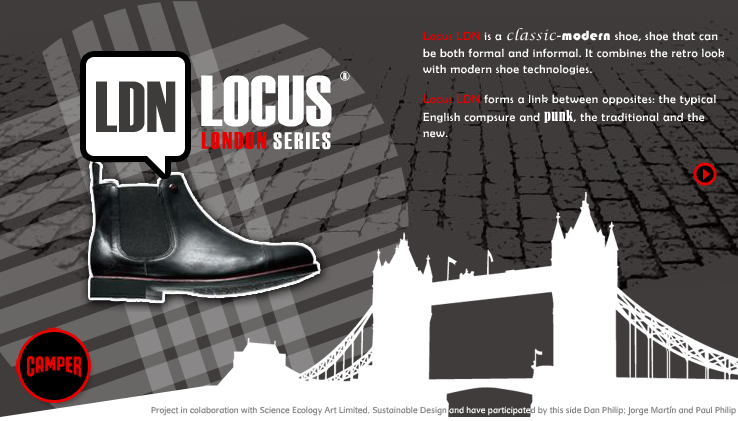 Locus LDN is a classic-modern shoe, shoe that can
be both formal and informal. It combines the retro look
with modern shoe technologies.
Locus LDN forms a link between opposites: the typical
English compsure and punk, the traditional and the
new.
LDN
LOCUS ®
LONDON SERIES
CAMPER
Project in colaboration with Science Ecology Art Limited. Sustainable Design and have participated by this side Dan Philip; Jorge Martín and Paul Philip